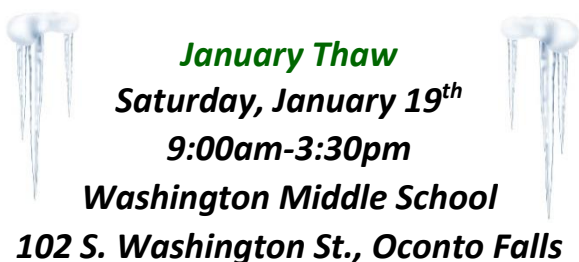 January Thaw
Saturday, January 19th
9:00am-3:30pm
Washington Middle School
102 S. Washington St., Oconto Falls